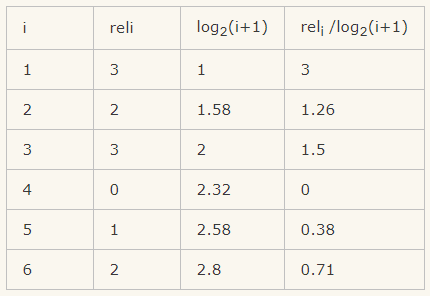 i reli log₂(i+1) relᵢ /log₂(i+1)
1 3 1 3
2 2 1.58 1.26
3 3 2 1.5
4 0 2.32 0
5 1 2.58 0.38
6 2 2.8 0.71